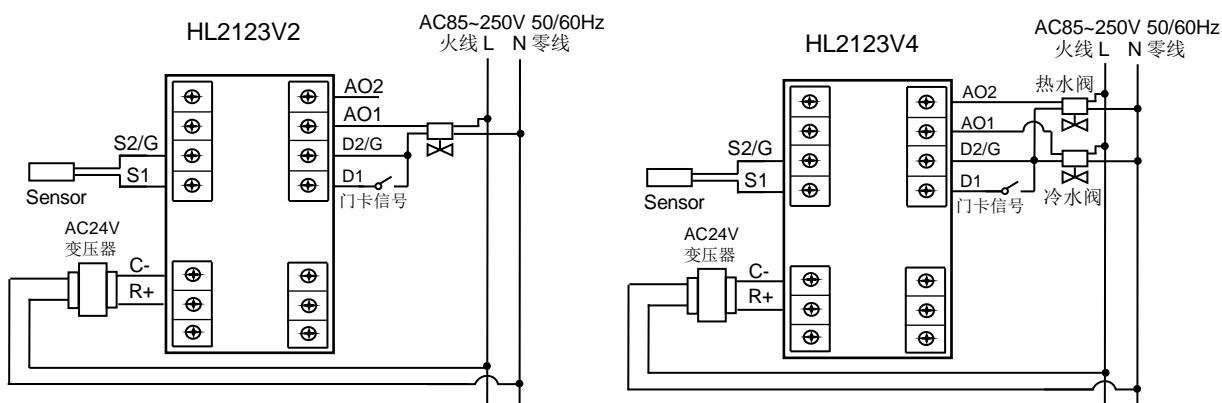 HL2123V2
AC85~250V 50/60Hz
火线 L N 零线
AO2
AO1
S2/G
D2/G
S1
D1
Sensor
门卡信号
AC24V
变压器
C-
R+
HL2123V4
AC85~250V 50/60Hz
火线 L N 零线
热水阀
AO2
AO1
S2/G
D2/G
S1
D1
Sensor
门卡信号
冷水阀
AC24V
变压器
C-
R+